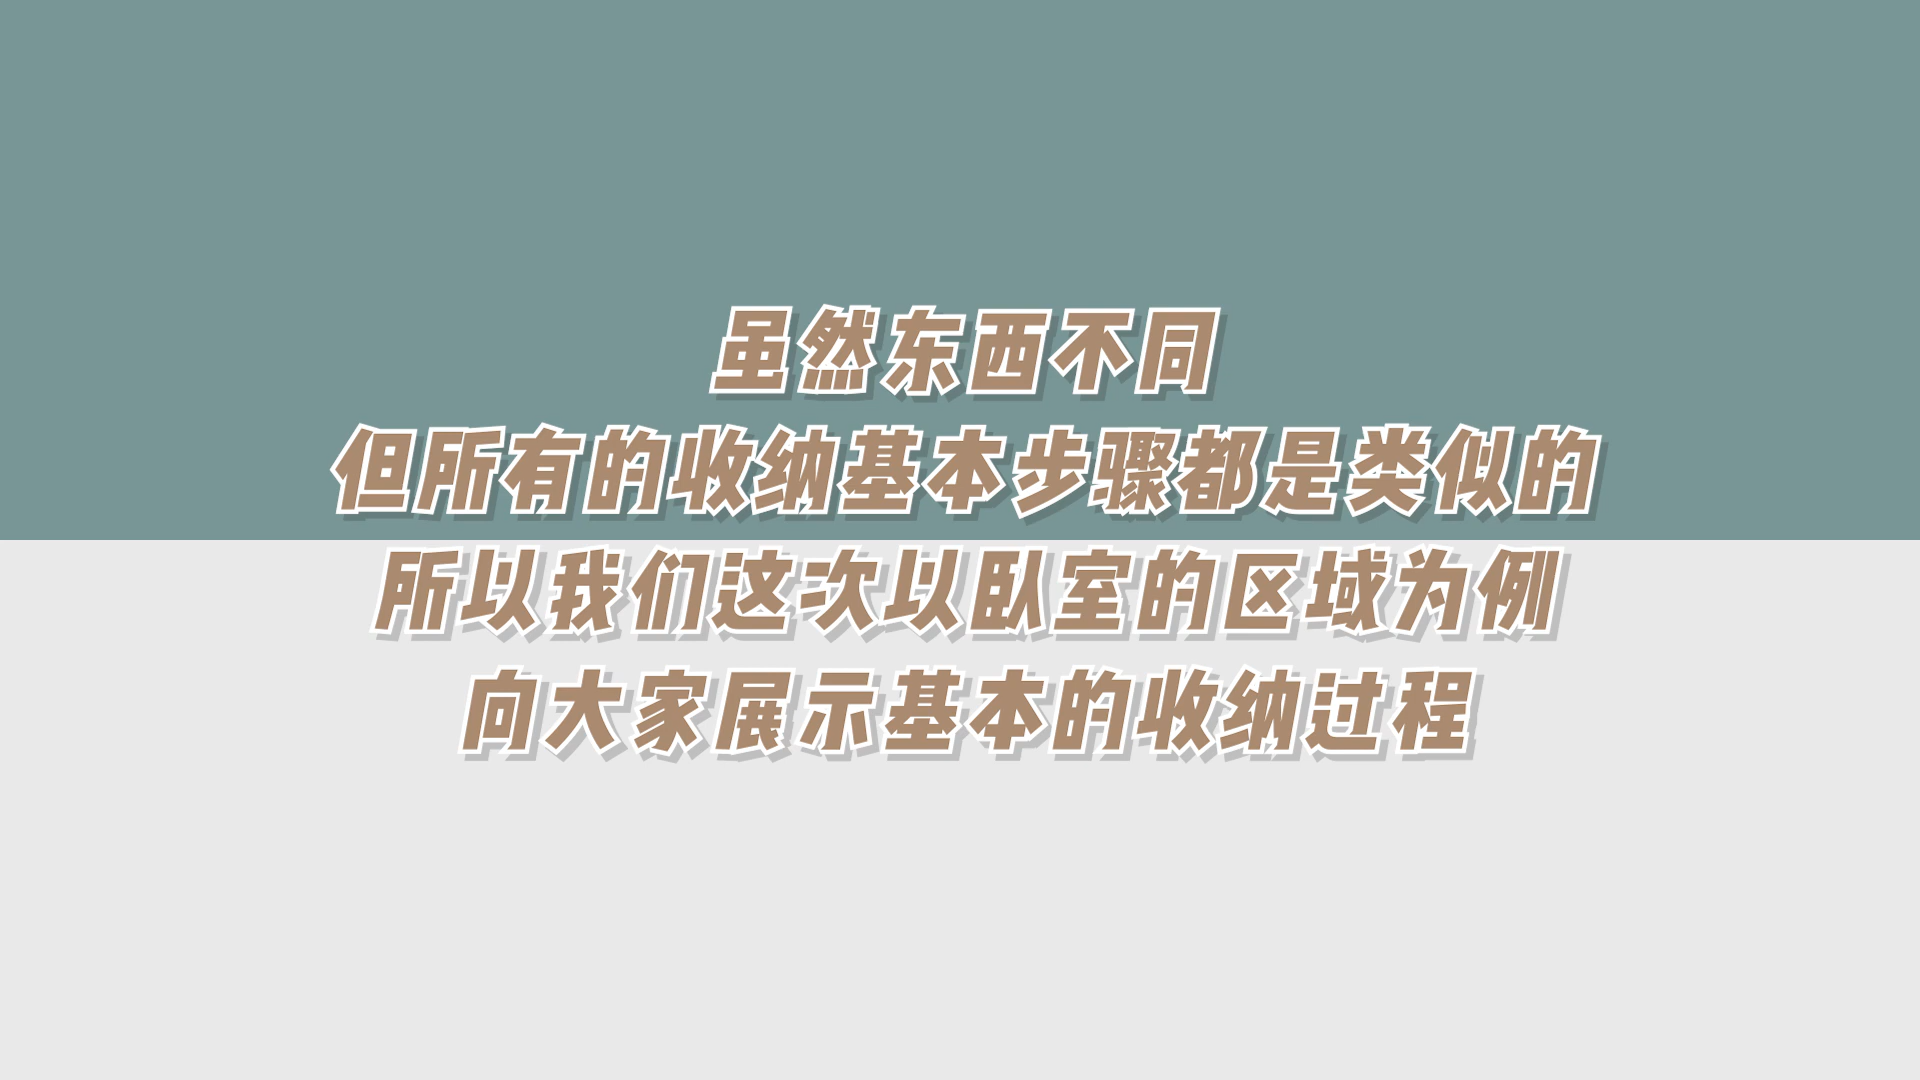 虽然东西不同
但所有的收纳基本步骤都是类似的
所以我们这次以卧室的区域为例
向大家展示基本的收纳过程